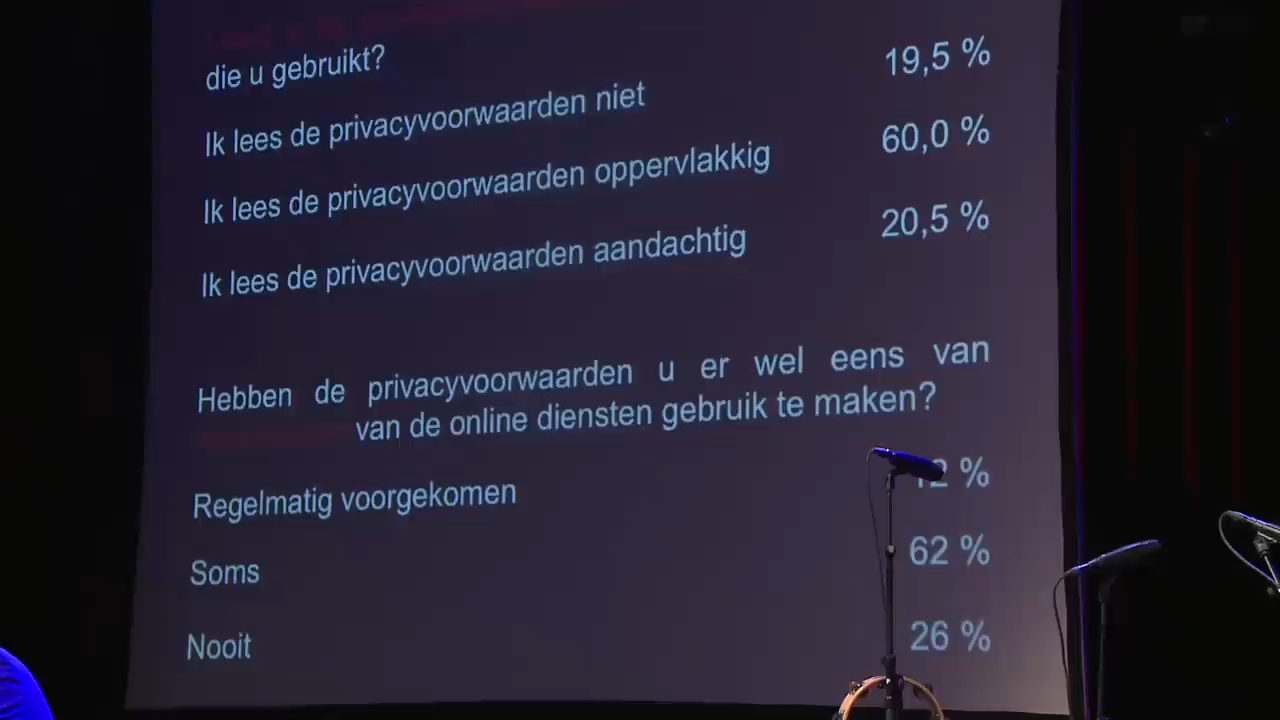 die u gebruikt?
Ik lees de privacyvoorwaarden niet 19,5 %
Ik lees de privacyvoorwaarden oppervlakkig 60,0 %
Ik lees de privacyvoorwaarden aandachtig 20,5 %
Hebben de privacyvoorwaarden u er wel eens van
van de online diensten gebruik te maken?
Regelmatig voorgekomen 12 %
Soms 62 %
Nooit 26 %